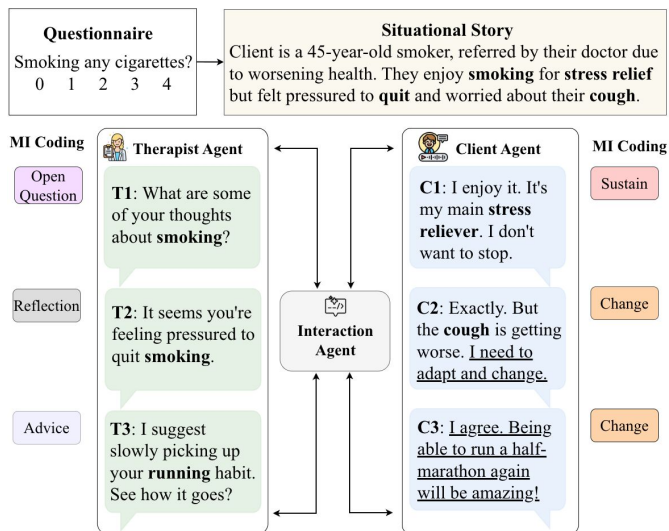 Questionnaire
Smoking any cigarettes?
0 1 2 3 4
Situational Story
Client is a 45-year-old smoker, referred by their doctor due
to worsening health. They enjoy smoking for stress relief
but felt pressured to quit and worried about their cough.
MI Coding
Therapist Agent
Client Agent
MI Coding
Open
Question
T1: What are some
of your thoughts
about smoking?
C1: I enjoy it. It's
my main stress
reliever. I don't
want to stop.
Sustain
Reflection
T2: It seems you're
feeling pressured to
quit smoking.
Interaction
Agent
C2: Exactly. But
the cough is getting
worse. I need to
adapt and change.
Change
Advice
T3: I suggest
slowly picking up
your running habit.
See how it goes?
C3: I agree. Being
able to run a half-
marathon again
will be amazing!
Change